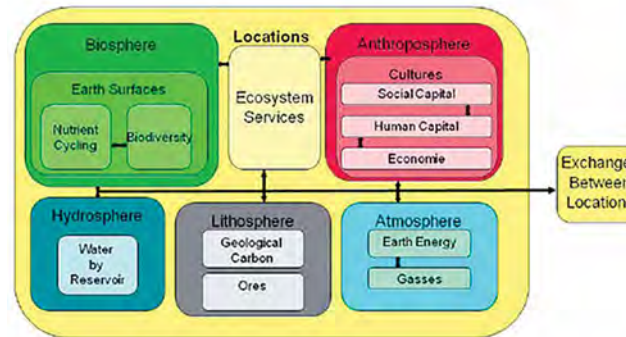 Locations
Biosphere
Earth Surfaces
Nutrient
Cycling
Biodiversity
Ecosystem
Services
Anthroposphere
Cultures
Social Capital
Human Capital
Economie
Exchange
Between
Location
Hydrosphere
Water
by
Reservoir
Lithosphere
Geological
Carbon
Ores
Atmosphere
Earth Energy
Gasses